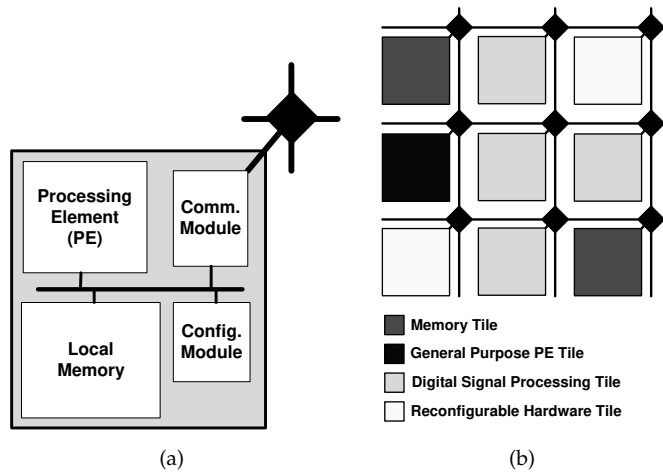 Processing
Element
(PE)
Comm.
Module
Local
Memory
Config.
Module
(a)
Memory Tile
General Purpose PE Tile
Digital Signal Processing Tile
Reconfigurable Hardware Tile
(b)